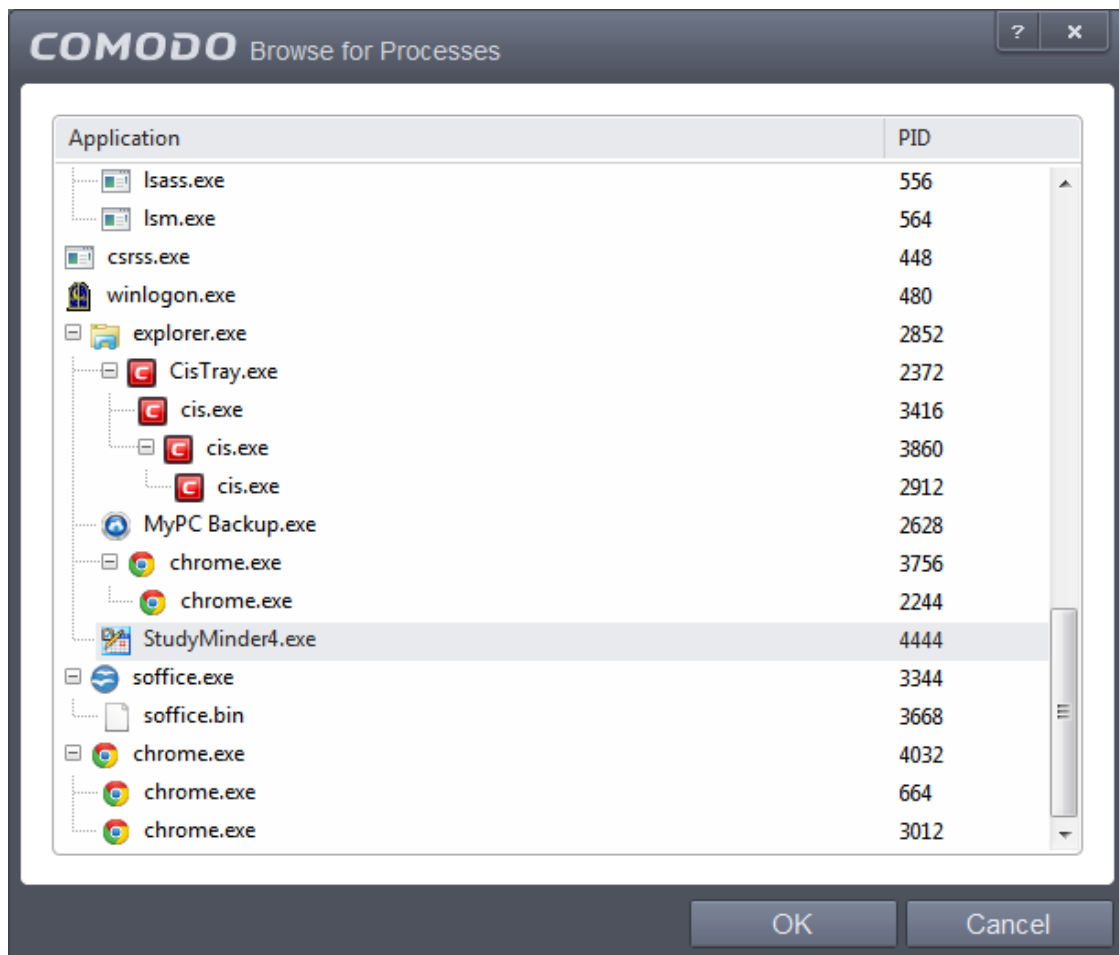 COMODO Browse for Processes ? x
Application PID
lsass.exe 556
lsm.exe 564
csrss.exe 448
winlogon.exe 480
explorer.exe 2852
CisTray.exe 2372
cis.exe 3416
cis.exe 3860
cis.exe 2912
MyPC Backup.exe 2628
chrome.exe 3756
chrome.exe 2244
StudyMinder4.exe 4444
soffice.exe 3344
soffice.bin 3668
chrome.exe 4032
chrome.exe 664
chrome.exe 3012
OK Cancel